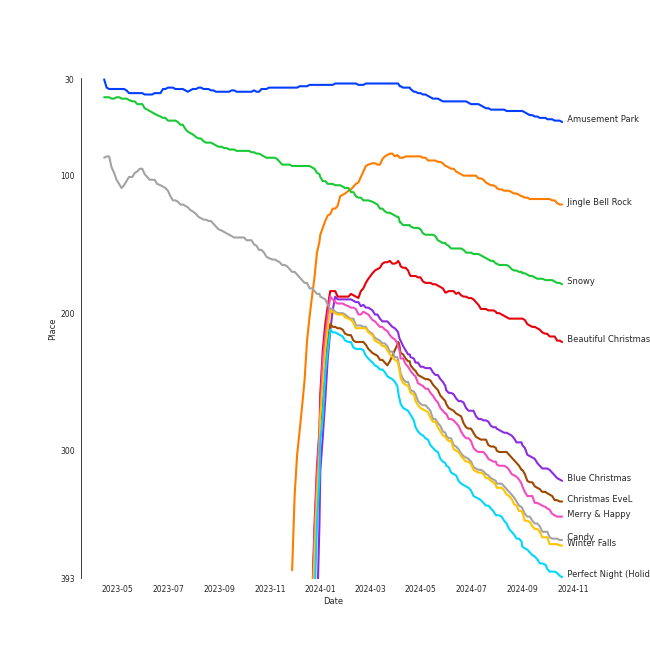 30
100
200
300
393
Place
2023-05 2023-07 2023-09 2023-11 2024-01 2024-03 2024-05 2024-07 2024-09 2024-11
Date
Amusement Park
Jingle Bell Rock
Snowy
Beautiful Christmas
Blue Christmas
Christmas EveL
Merry & Happy
Candy
Winter Falls
Perfect Night (Holid